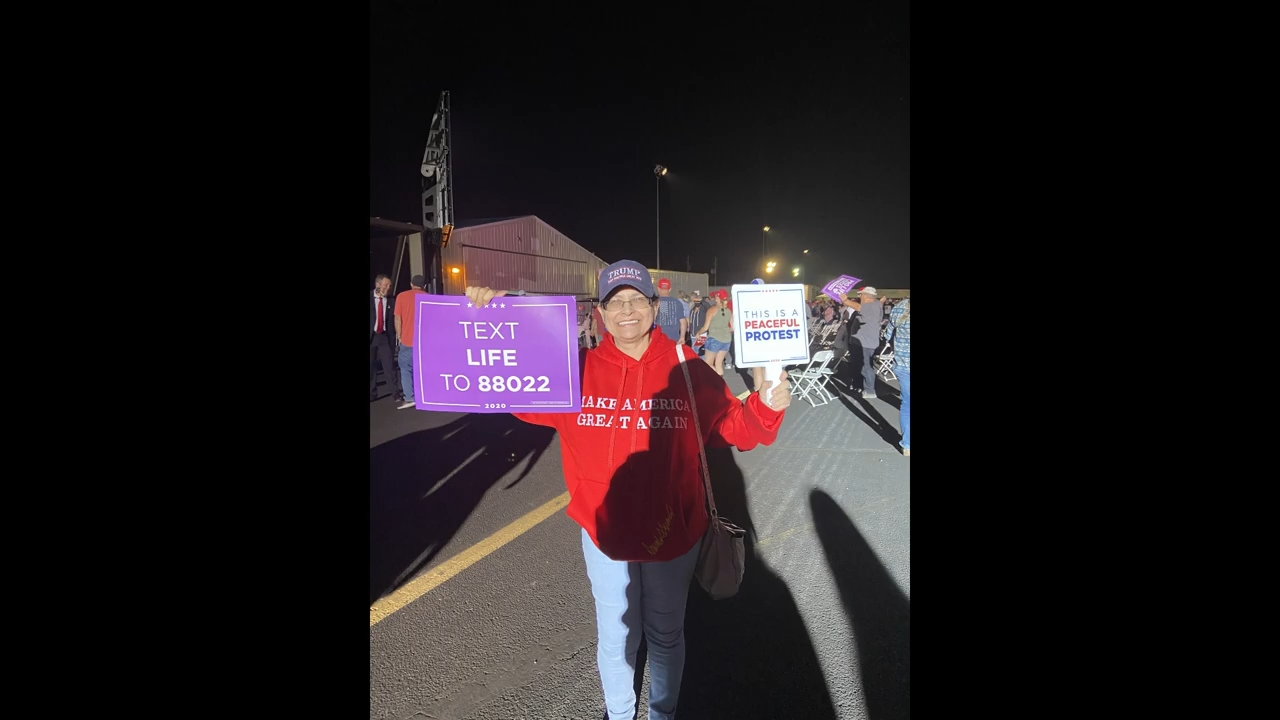 TRUMP
TEXT
LIFE
TO 88022
2020
THIS IS A
PEACEFUL
PROTEST
MAKE AMERICA
GREAT AGAIN